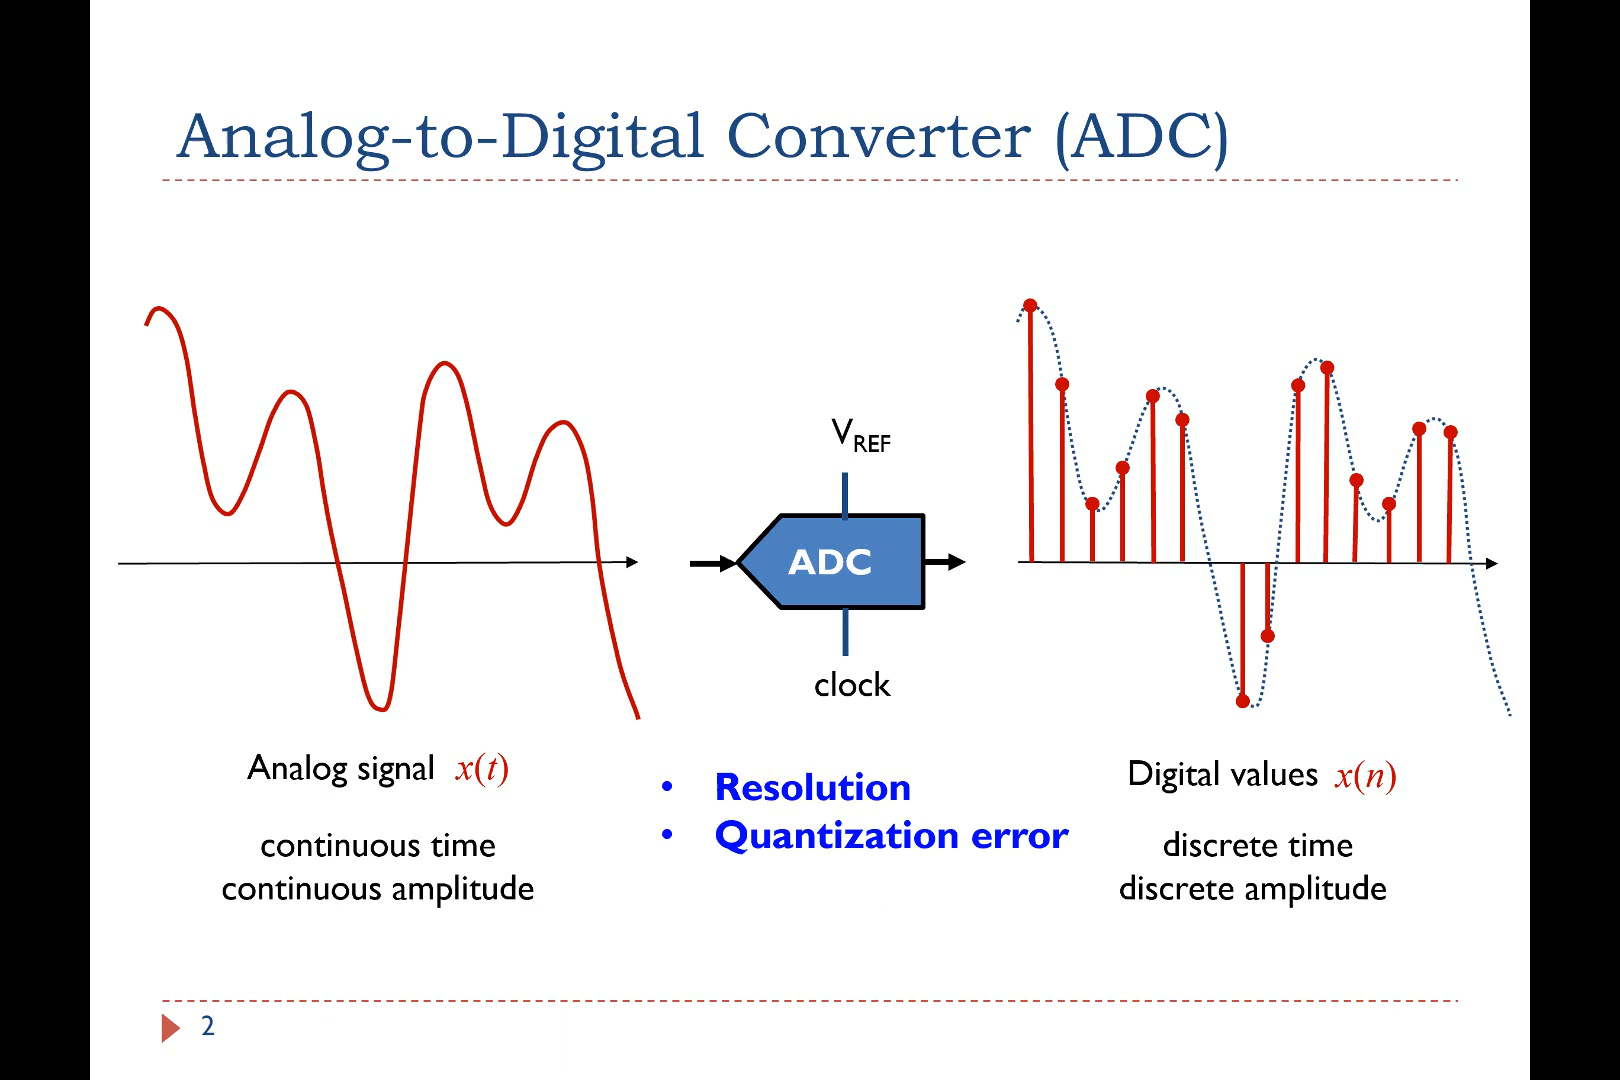 Analog-to-Digital Converter (ADC)
V_REF
ADC
clock
Analog signal x(t)
continuous time
continuous amplitude
• Resolution
• Quantization error
Digital values x(n)
discrete time
discrete amplitude
2